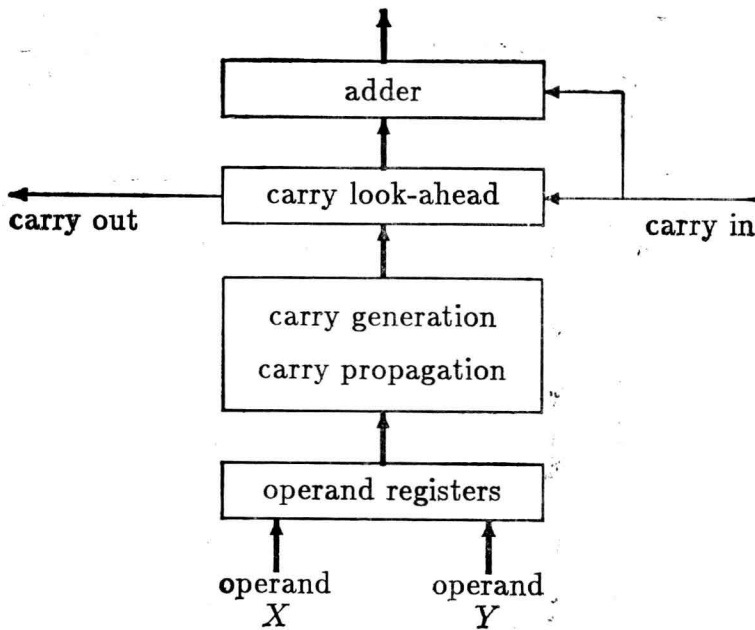 adder
carry look-ahead
carry out
carry in
carry generation
carry propagation
operand registers
operand
X
operand
Y